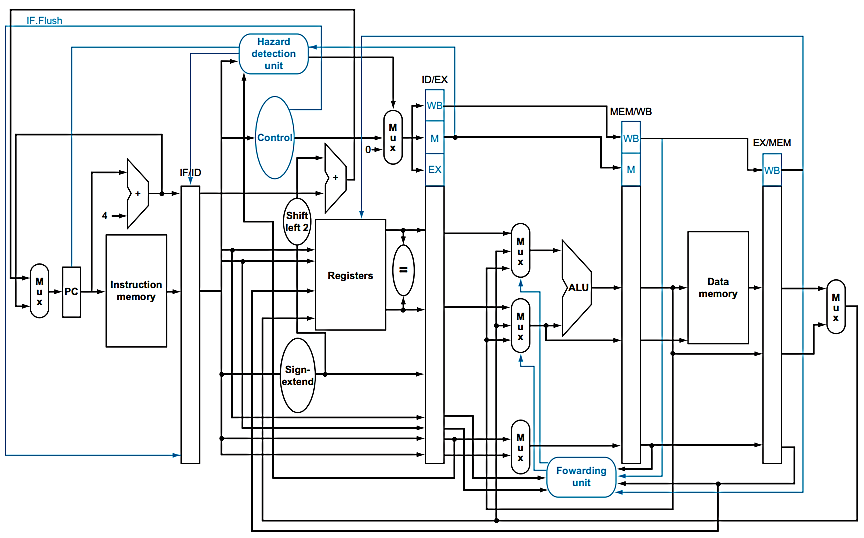 IF.Flush
Hazard
detection
unit
ID/EX
MEM/WB
EX/MEM
WB
M
EX
WB
M
WB
Control
M
u
x
0
IF/ID
+
+
4
Shift
left 2
Registers
=
M
u
x
PC
Instruction
memory
M
u
x
M
u
x
ALU
Data
memory
M
u
x
Sign-
extend
M
u
x
Fowarding
unit